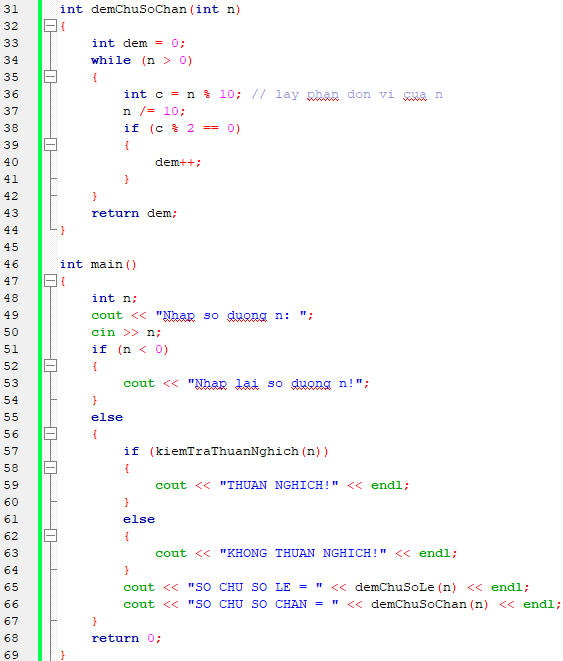 31 int demChuSoChan(int n)
32 {
33 int dem = 0;
34 while (n > 0)
35 {
36 int c = n % 10; // lay phan don vi cua n
37 n /= 10;
38 if (c % 2 == 0)
39 {
40 dem++;
41 }
42 }
43 return dem;
44 }
45
46 int main()
47 {
48 int n;
49 cout << "Nhap so duong n: ";
50 cin >> n;
51 if (n < 0)
52 {
53 cout << "Nhap lai so duong n!";
54 }
55 else
56 {
57 if (kiemTraThuanNghich(n))
58 {
59 cout << "THUAN NGHICH!" << endl;
60 }
61 else
62 {
63 cout << "KHONG THUAN NGHICH!" << endl;
64 }
65 cout << "SO CHU SO LE = " << demChuSoLe(n) << endl;
66 cout << "SO CHU SO CHAN = " << demChuSoChan(n) << endl;
67 }
68 return 0;
69 }